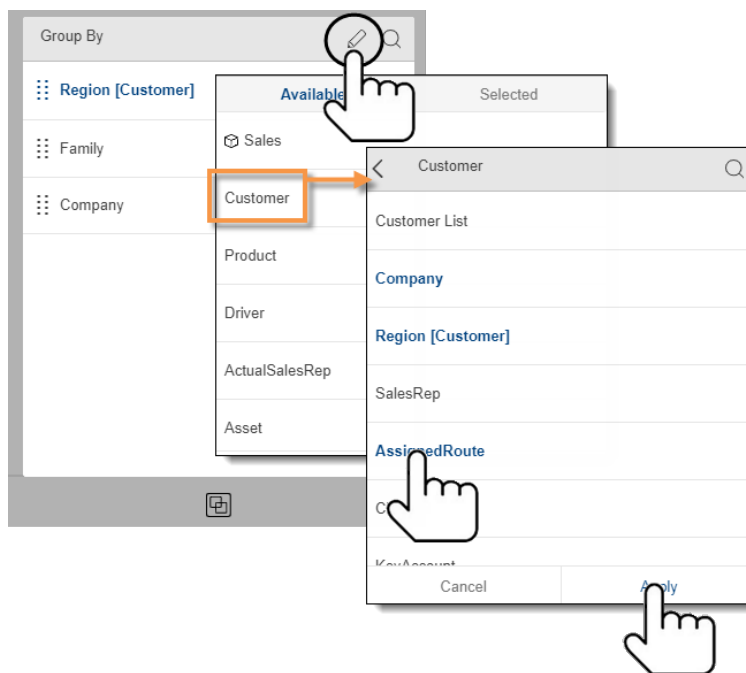 Group By
Region [Customer]
Family
Company
Available
Selected
Sales
Customer
Product
Driver
ActualSalesRep
Asset
Customer
Customer List
Company
Region [Customer]
SalesRep
AssignedRoute
KeyAccount
Cancel
Apply